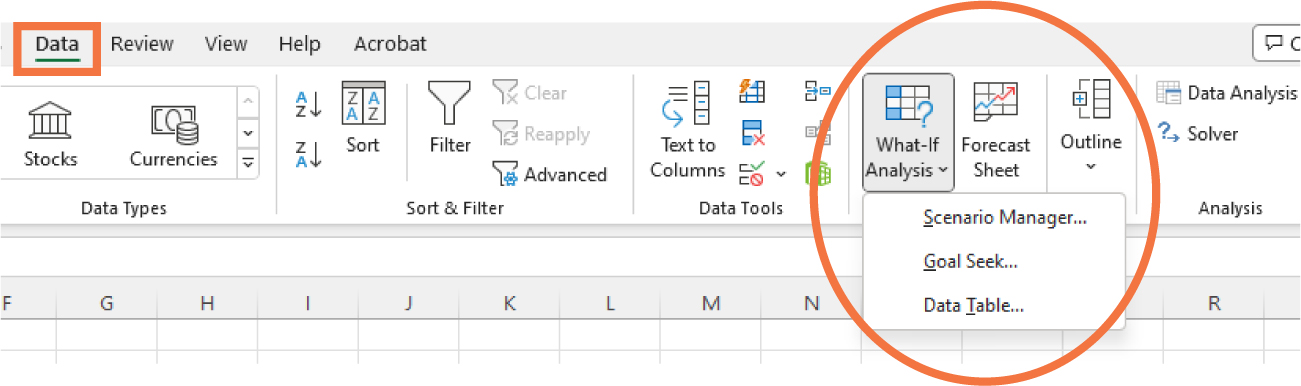 Data Review View Help Acrobat
C
Stocks Currencies
Sort
Filter
Clear
Reapply
Advanced
Text to
Columns
What-If
Analysis
Forecast
Sheet
Outline
Data Analysis
Solver
Data Types Sort & Filter Data Tools Analysis
Scenario Manager...
Goal Seek...
Data Table...
F G H I J K L M N R